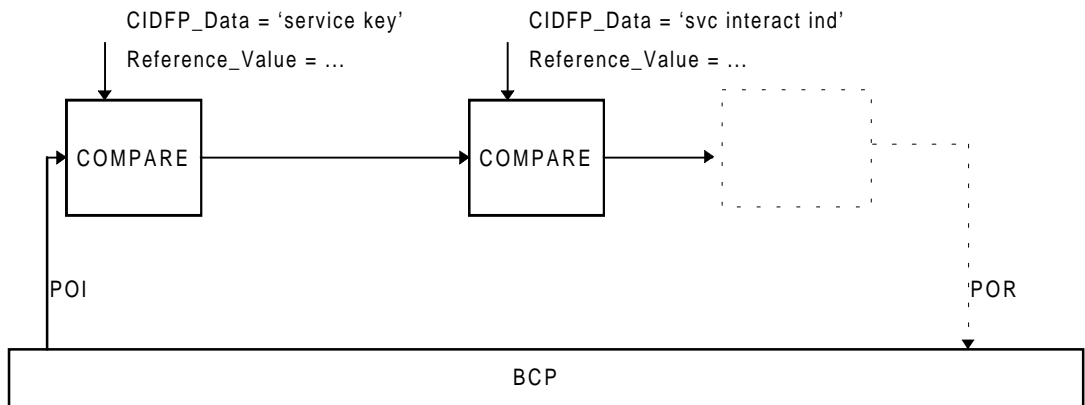 CIDFP_Data = ‘service key’
Reference_Value = ...
CIDFP_Data = ‘svc interact ind’
Reference_Value = ...
COMPARE
COMPARE
POI
POR
BCP